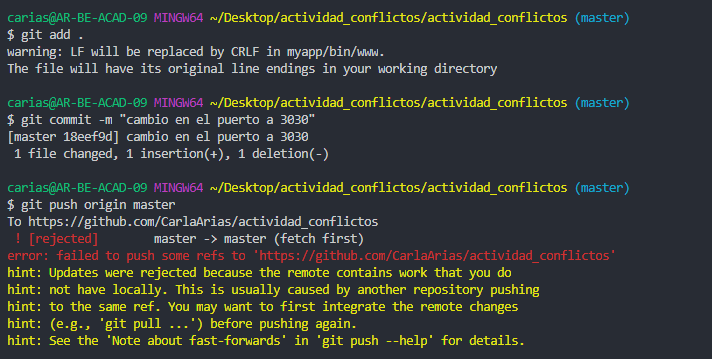 carias@AR-BE-ACAD-09 MINGW64 ~/Desktop/actividad_conflictos/actividad_conflictos (master)
$ git add .
warning: LF will be replaced by CRLF in myapp/bin/www.
The file will have its original line endings in your working directory
carias@AR-BE-ACAD-09 MINGW64 ~/Desktop/actividad_conflictos/actividad_conflictos (master)
$ git commit -m "cambio en el puerto a 3030"
[master 18eef9d] cambio en el puerto a 3030
 1 file changed, 1 insertion(+), 1 deletion(-)
carias@AR-BE-ACAD-09 MINGW64 ~/Desktop/actividad_conflictos/actividad_conflictos (master)
$ git push origin master
To https://github.com/CarlaArias/actividad_conflictos
 ! [rejected]        master -> master (fetch first)
error: failed to push some refs to 'https://github.com/CarlaArias/actividad_conflictos'
hint: Updates were rejected because the remote contains work that you do
hint: not have locally. This is usually caused by another repository pushing
hint: to the same ref. You may want to first integrate the remote changes
hint: (e.g., 'git pull ...') before pushing again.
hint: See the 'Note about fast-forwards' in 'git push --help' for details.